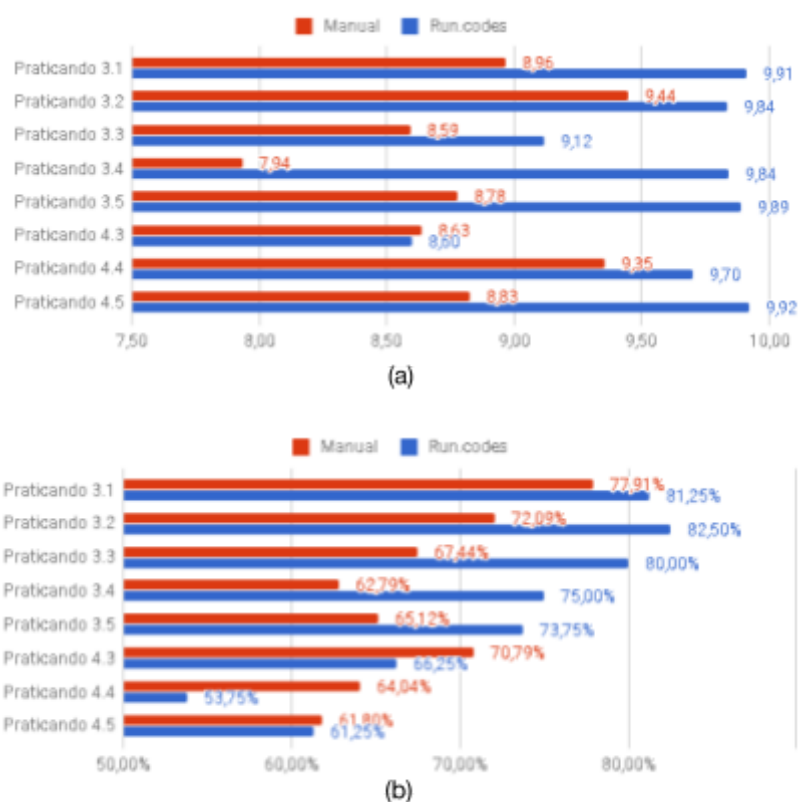 Manual Run.codes
Praticando 3.1 8,96 9,91
Praticando 3.2 9,44 9,84
Praticando 3.3 8,59 9,12
Praticando 3.4 7,94 9,84
Praticando 3.5 8,78 9,89
Praticando 4.3 8,63 8,60
Praticando 4.4 9,35 9,70
Praticando 4.5 8,83 9,92
7,50 8,00 8,50 9,00 9,50 10,00
(a)
Manual Run.codes
Praticando 3.1 77,91% 81,25%
Praticando 3.2 72,09% 82,50%
Praticando 3.3 67,44% 80,00%
Praticando 3.4 62,79% 75,00%
Praticando 3.5 65,12% 73,75%
Praticando 4.3 70,79% 66,25%
Praticando 4.4 64,04% 53,75%
Praticando 4.5 61,80% 61,25%
50,00% 60,00% 70,00% 80,00%
(b)